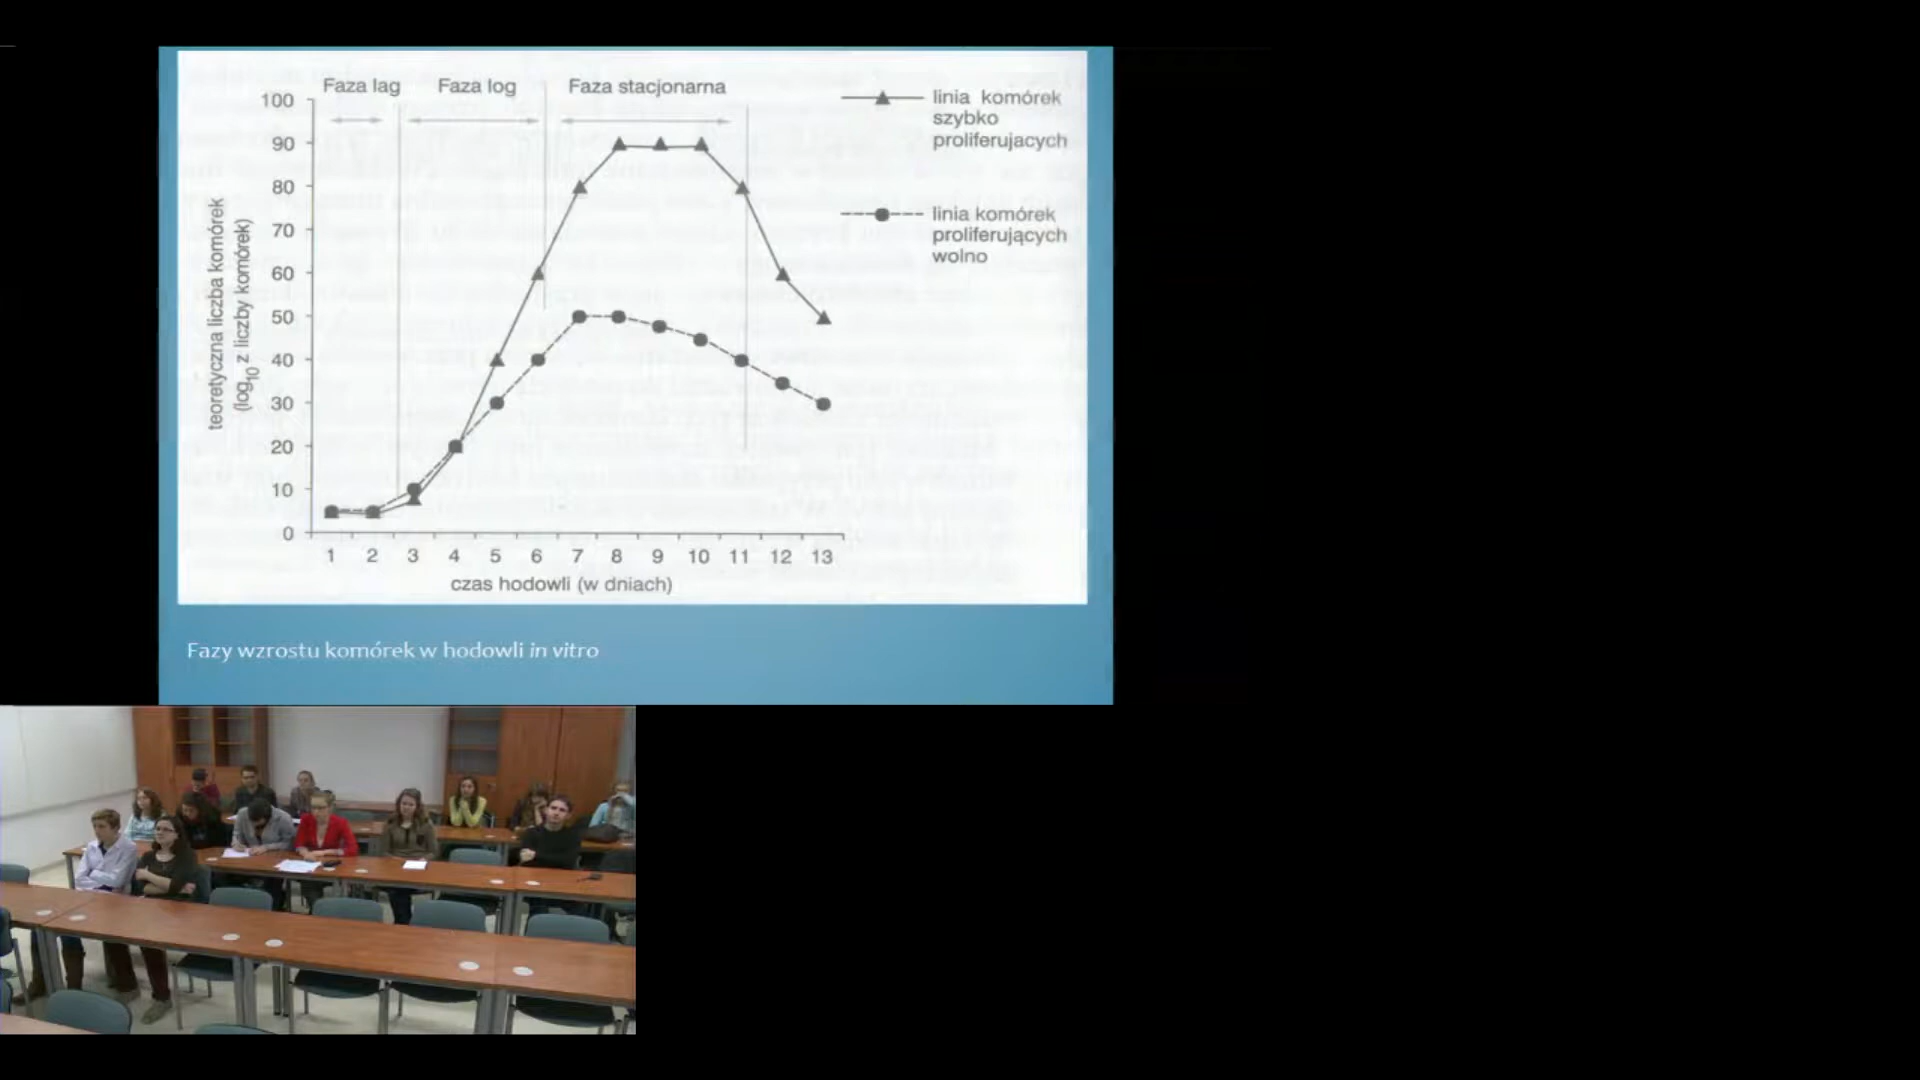 Faza lag Faza log Faza stacjonarna
100
90
80
70
60
50
40
30
20
10
0
teoretyczna liczba komórek
(log10 z liczby komórek)
1 2 3 4 5 6 7 8 9 10 11 12 13
czas hodowli (w dniach)
linia komórek
szybko
proliferujacych
linia komórek
proliferujących
wolno
Fazy wzrostu komórek w hodowli in vitro